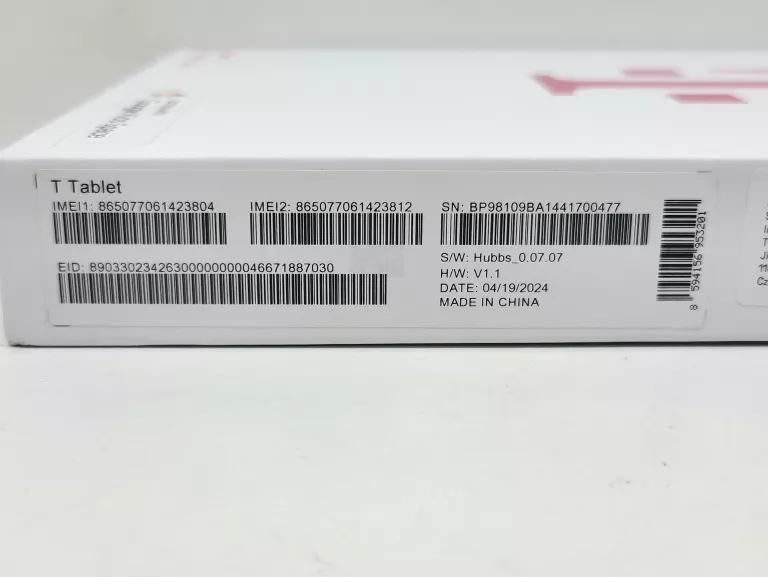 T Tablet
IMEI1: 865077061423804
IMEI2: 865077061423812
SN: BP98109BA1441700477
S/W: Hubbs_0.07.07
H/W: V1.1
DATE: 04/19/2024
MADE IN CHINA
EID: 89033023426300000000046671887030
8 594156 953201